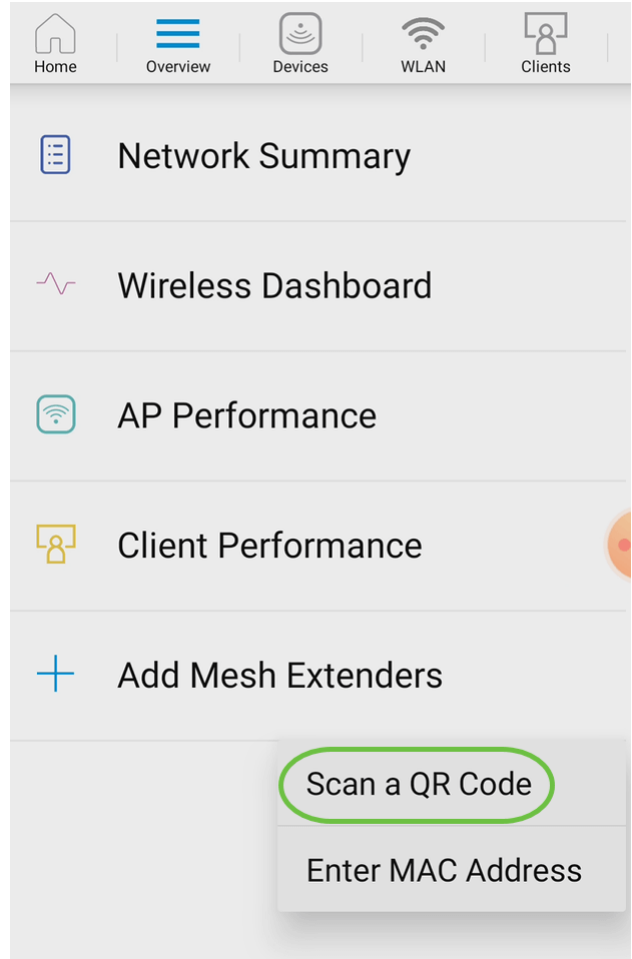 Home
Overview
Devices
WLAN
Clients
Network Summary
Wireless Dashboard
AP Performance
Client Performance
Add Mesh Extenders
Scan a QR Code
Enter MAC Address